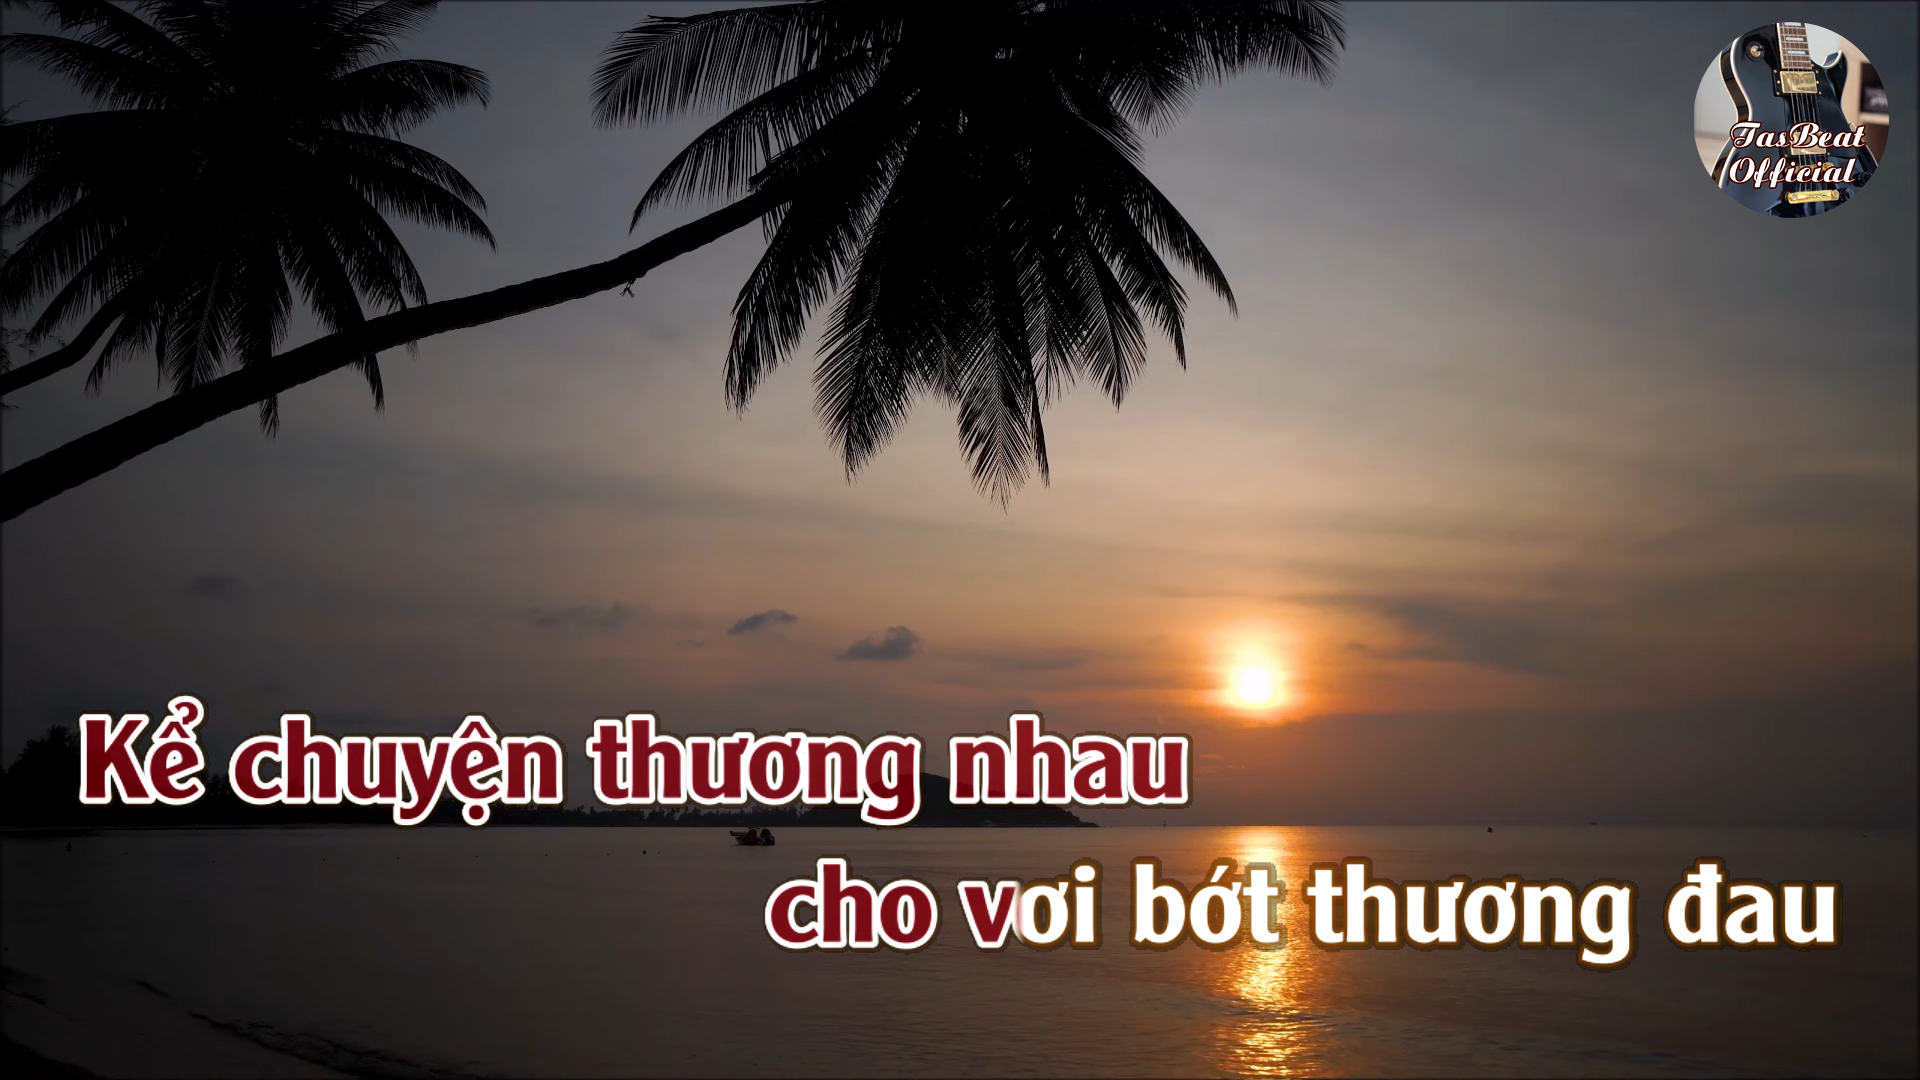 TasBeat
Official
Kể chuyện thương nhau
cho vơi bớt thương đau